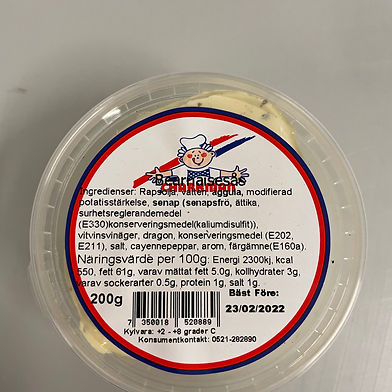 Bearnaisesås
CHARKMAN
Ingredienser: Rapsolja, vatten, äggula, modifierad
potatisstärkelse, senap (senapsfrö, ättika,
surhetsreglerandemedel
(E330)konserveringsmedel(kaliumdisulfit)),
vitvinsvinäger, dragon, konserveringsmedel (E202,
E211), salt, cayennepeppar, arom, färgämne(E160a).
Näringsvärde per 100g: Energi 2300kj, kcal
550, fett 61g, varav mättat fett 5.0g, kollhydrater 3g,
varav sockerarter 0.5g, protein 1g, salt 1g.
200g
Bäst Före:
23/02/2022
7 350018 520889
Kylvara: +2 - +8 grader C
Konsumentkontakt: 0521-282890